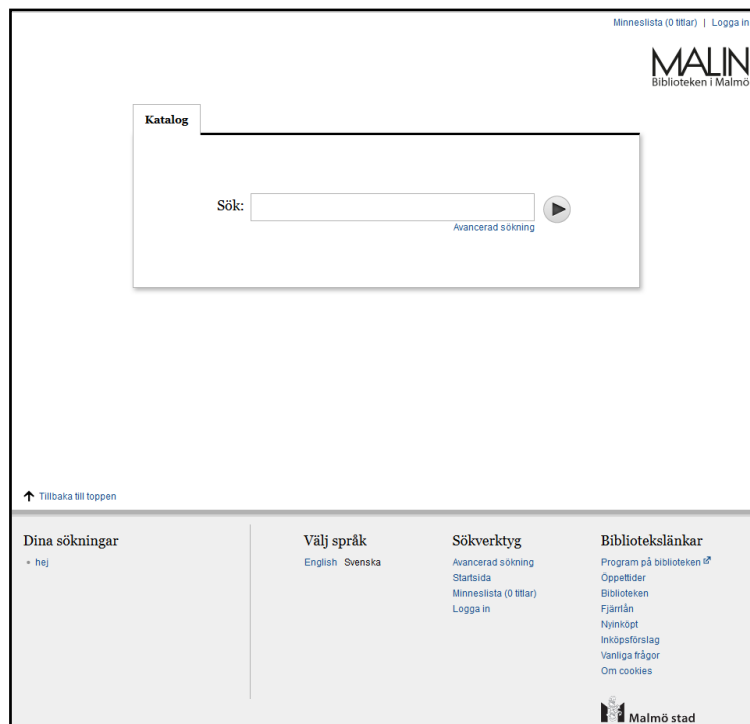 Minneslista (0 titlar) | Logga in
MALIN
Biblioteken i Malmö
Katalog
Sök:
Avancerad sökning
Tillbaka till toppen
Dina sökningar
hej
Välj språk
English Svenska
Sökverktyg
Avancerad sökning
Startsida
Minneslista (0 titlar)
Logga in
Bibliotekslänkar
Program på biblioteken
Öppettider
Biblioteken
Fjärrlån
Nyinköpt
Inköpsförslag
Vanliga frågor
Om cookies
Malmö stad